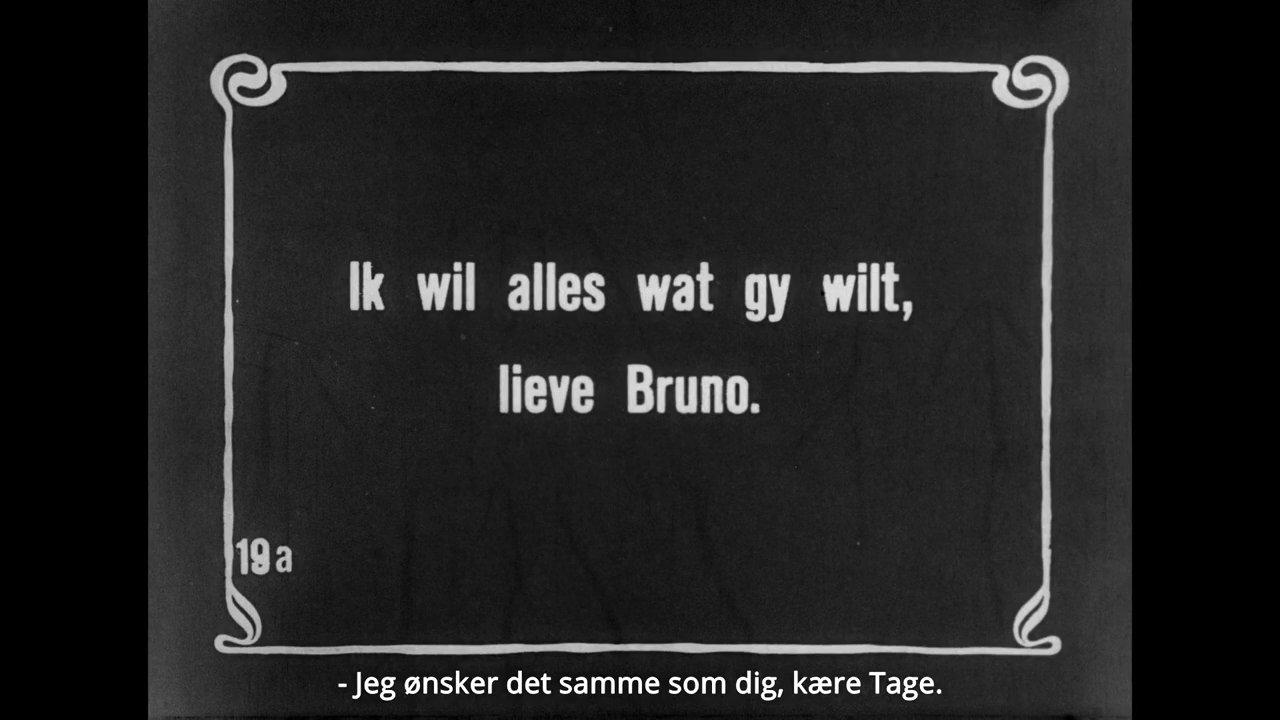 Ik wil alles wat gy wilt,
lieve Bruno.
19a
- Jeg ønsker det samme som dig, kære Tage.